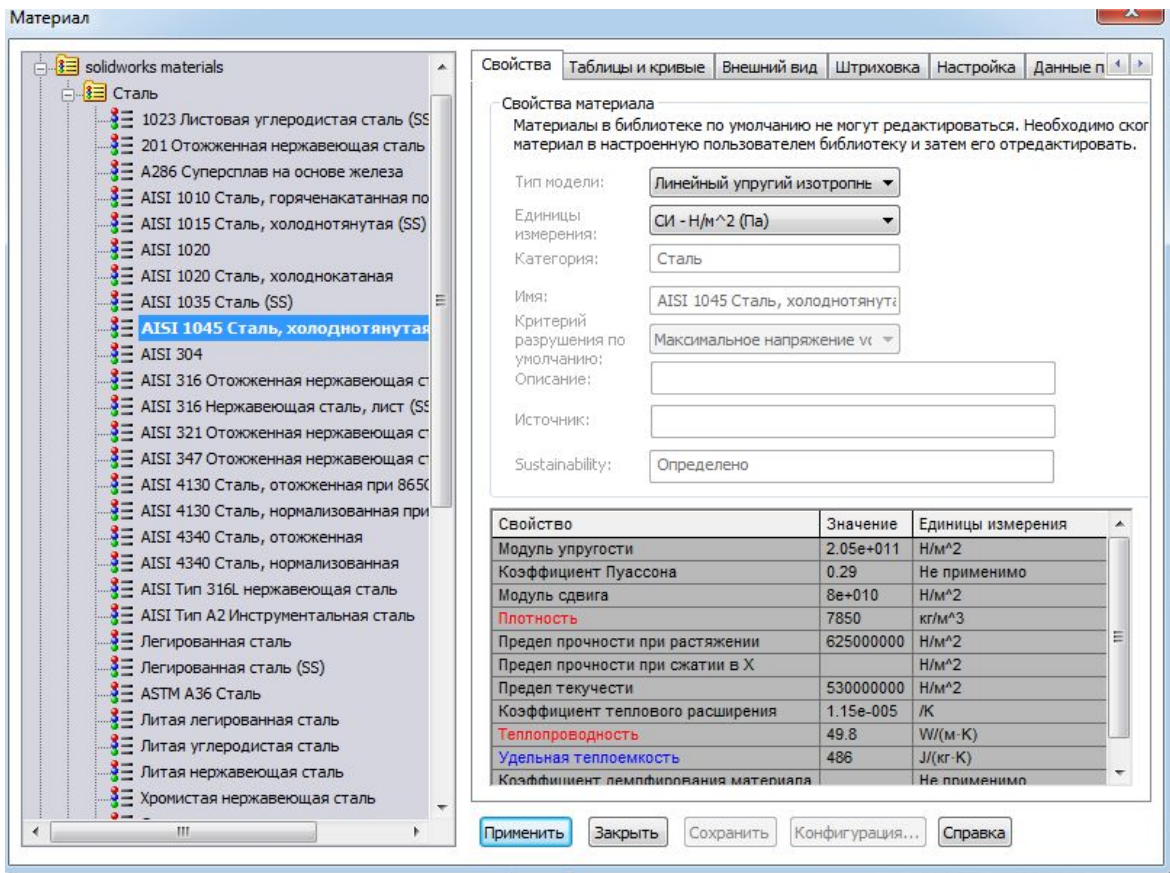 Материал
solidworks materials
Сталь
1023 Листовая углеродистая сталь (SS
201 Отожженная нержавеющая сталь
A286 Суперсплав на основе железа
AISI 1010 Сталь, горяченакатанная по
AISI 1015 Сталь, холоднотянутая (SS)
AISI 1020
AISI 1020 Сталь, холоднокатаная
AISI 1035 Сталь (SS)
AISI 1045 Сталь, холоднотянутая
AISI 304
AISI 316 Отожженная нержавеющая ст
AISI 316 Нержавеющая сталь, лист (SS
AISI 321 Отожженная нержавеющая ст
AISI 347 Отожженная нержавеющая ст
AISI 4130 Сталь, отожженная при 865C
AISI 4130 Сталь, нормализованная при
AISI 4340 Сталь, отожженная
AISI 4340 Сталь, нормализованная
AISI Тип 316L нержавеющая сталь
AISI Тип A2 Инструментальная сталь
Легированная сталь
Легированная сталь (SS)
ASTM A36 Сталь
Литая легированная сталь
Литая углеродистая сталь
Литая нержавеющая сталь
Хромистая нержавеющая сталь
Свойства Таблицы и кривые Внешний вид Штриховка Настройка Данные п
Свойства материала
Материалы в библиотеке по умолчанию не могут редактироваться. Необходимо скоп
материал в настроенную пользователем библиотеку и затем его отредактировать.
Тип модели: Линейный упругий изотропнь
Единицы
измерения: СИ - Н/м^2 (Па)
Категория: Сталь
Имя: AISI 1045 Сталь, холоднотянута
Критерий
разрушения по
умолчанию: Максимальное напряжение vo
Описание:
Источник:
Sustainability: Определено
Свойство Значение Единицы измерения
Модуль упругости 2.05e+011 Н/м^2
Коэффициент Пуассона 0.29 Не применимо
Модуль сдвига 8e+010 Н/м^2
Плотность 7850 кг/м^3
Предел прочности при растяжении 625000000 Н/м^2
Предел прочности при сжатии в X Н/м^2
Предел текучести 530000000 Н/м^2
Коэффициент теплового расширения 1.15e-005 /K
Теплопроводность 49.8 W/(м·K)
Удельная теплоемкость 486 J/(кг·K)
Коэффициент демпфирования материала Не применимо
Применить Закрыть Сохранить Конфигурация... Справка